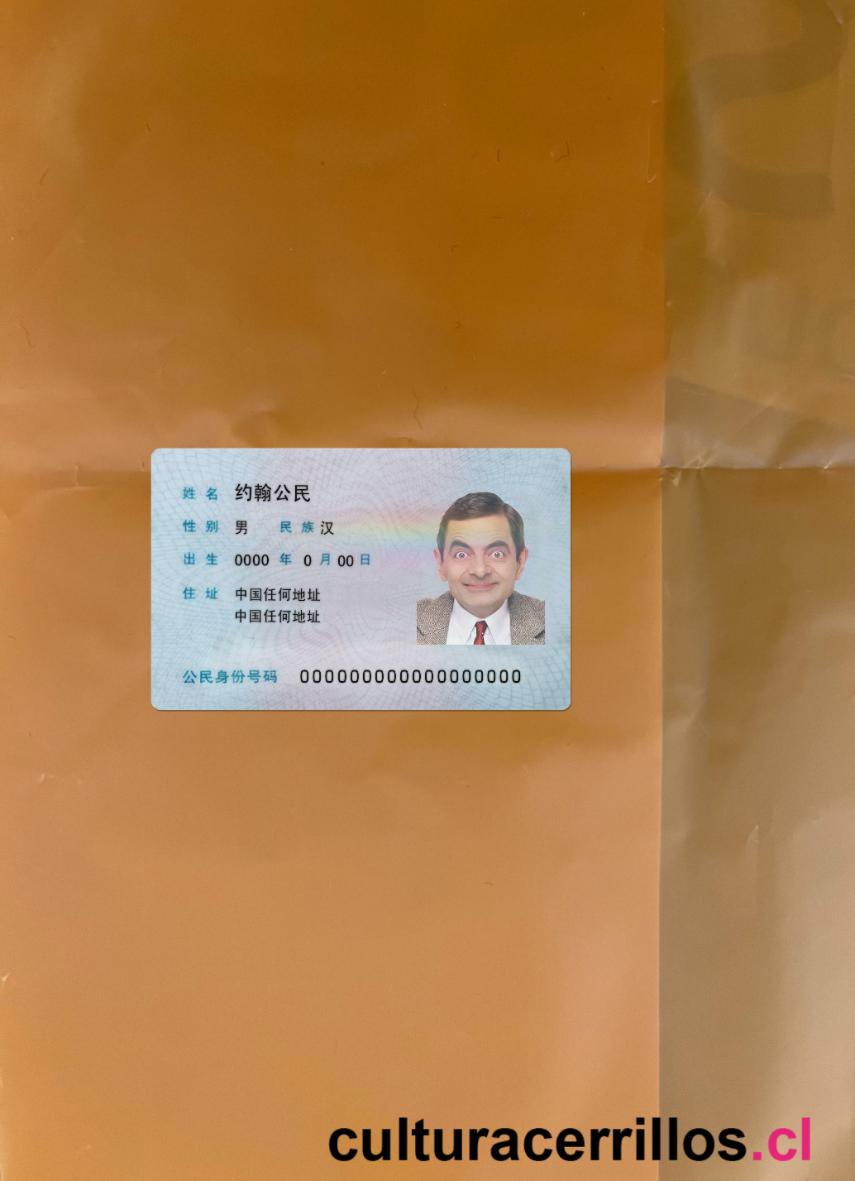 姓名 约翰公民
性别 男 民族 汉
出生 0000 年 0 月 00 日
住址 中国任何地址
中国任何地址
公民身份号码 000000000000000000
culturacerrillos.cl